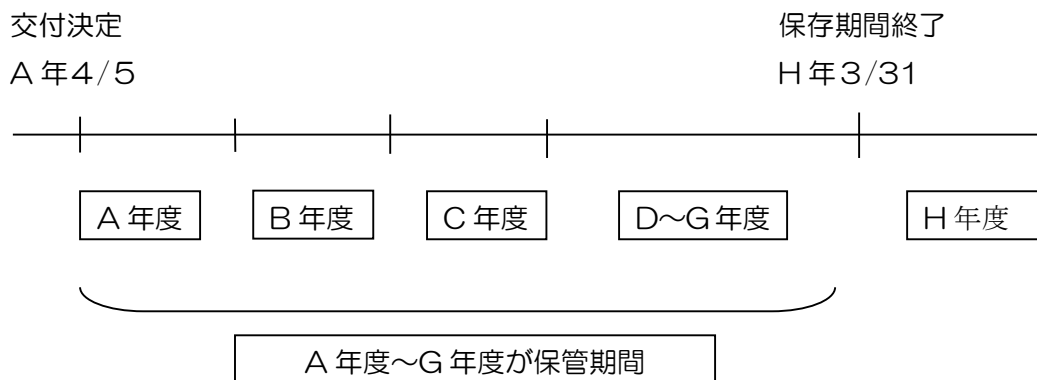 交付決定
A年4/5
保存期間終了
H年3/31
A年度
B年度
C年度
D～G年度
H年度
A年度～G年度が保管期間